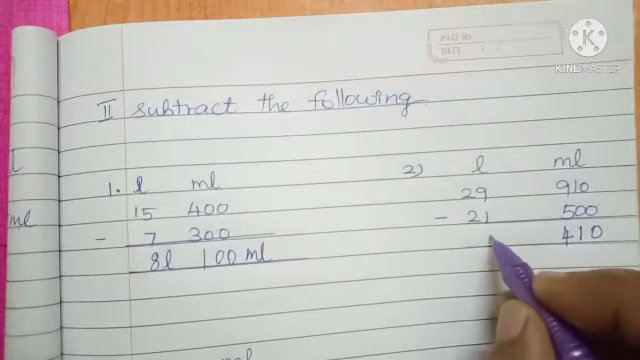 PAGE No.
DATE / /
K
KINEMASTER
II Subtract the following
1. l ml
15 400
- 7 300
8l 100 ml
2) l ml
29 910
- 21 500
410
l
ml
ml